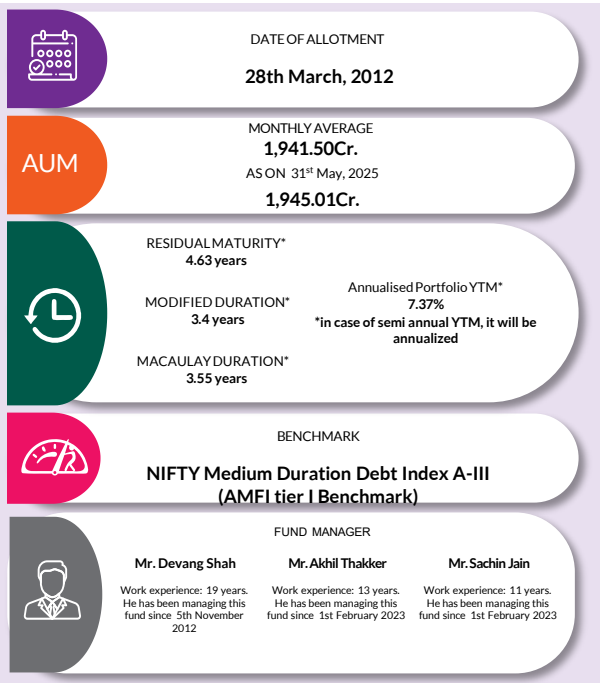 DATE OF ALLOTMENT
28th March, 2012
AUM
MONTHLY AVERAGE
1,941.50Cr.
AS ON 31st May, 2025
1,945.01Cr.
RESIDUAL MATURITY*
4.63 years
MODIFIED DURATION*
3.4 years
MACAULAY DURATION*
3.55 years
Annualised Portfolio YTM*
7.37%
*in case of semi annual YTM, it will be
annualized
BENCHMARK
NIFTY Medium Duration Debt Index A-III
(AMFI tier I Benchmark)
FUND MANAGER
Mr. Devang Shah
Work experience: 19 years.
He has been managing this
fund since 5th November
2012
Mr. Akhil Thakker
Work experience: 13 years.
He has been managing this
fund since 1st February 2023
Mr. Sachin Jain
Work experience: 11 years.
He has been managing this
fund since 1st February 2023